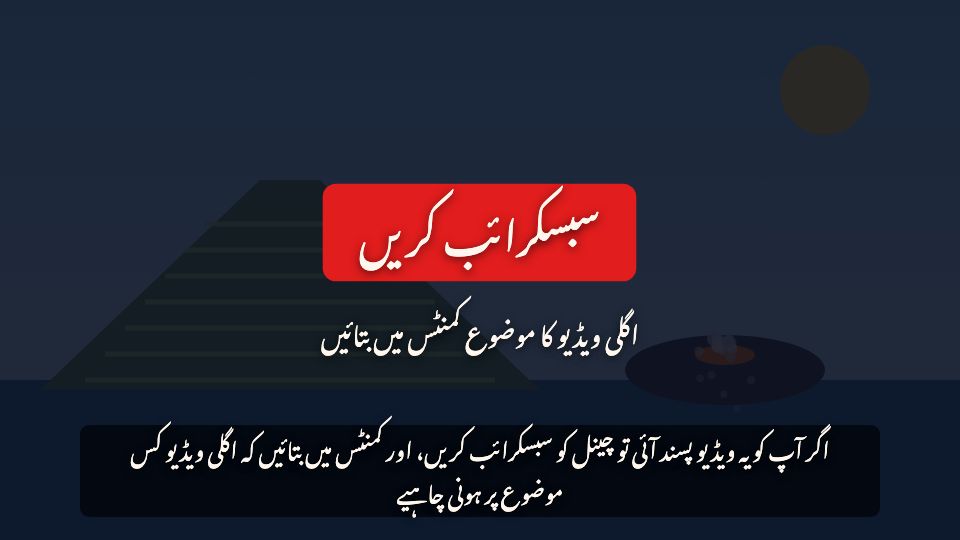 سبسکرائب کریں
اگلی ویڈیو کا موضوع کمنٹس میں بتائیں
اگر آپ کو یہ ویڈیو پسند آئی تو چینل کو سبسکرائب کریں، اور کمنٹس میں بتائیں کہ اگلی ویڈیو کس
موضوع پر ہونی چاہیے